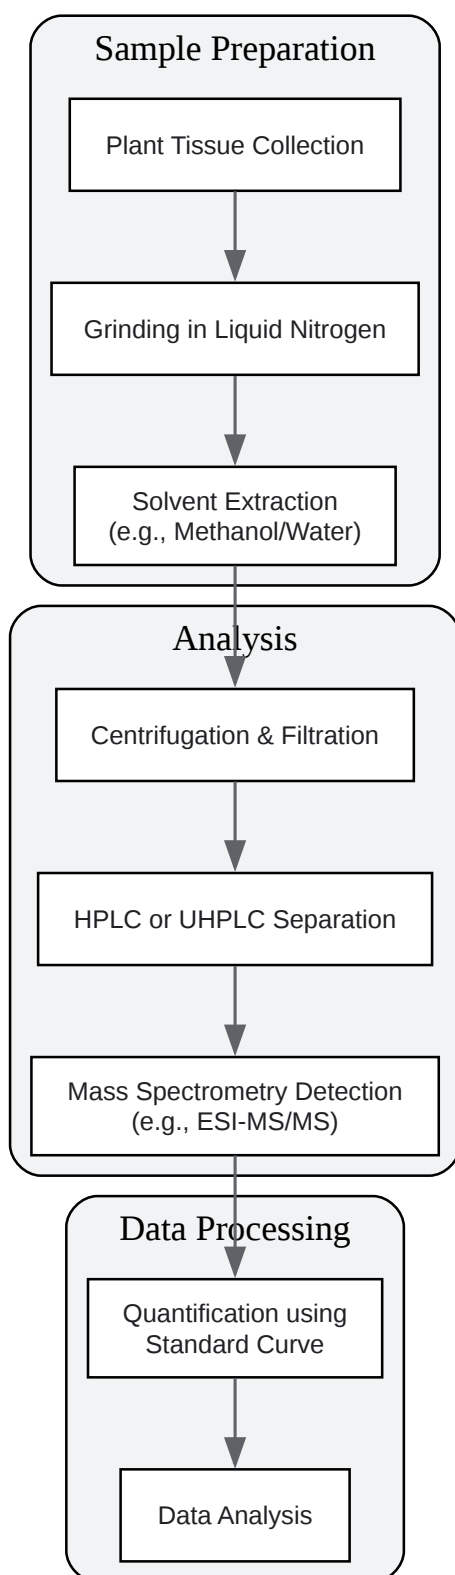 Sample Preparation
Plant Tissue Collection
Grinding in Liquid Nitrogen
Solvent Extraction
(e.g., Methanol/Water)
Analysis
Centrifugation & Filtration
HPLC or UHPLC Separation
Mass Spectrometry Detection
(e.g., ESI-MS/MS)
Data Processing
Quantification using
Standard Curve
Data Analysis